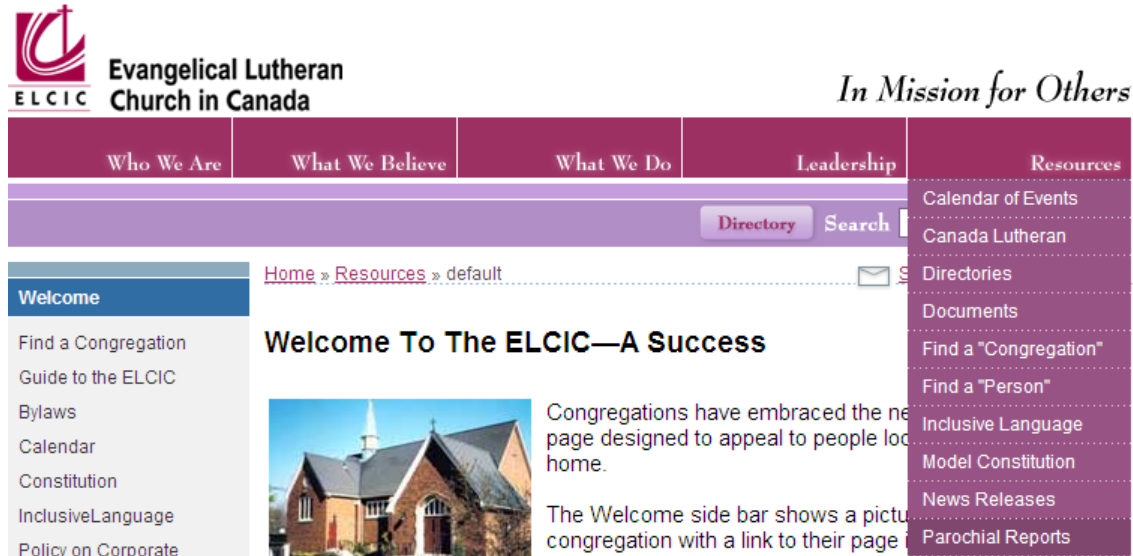 ELCIC
Evangelical Lutheran
Church in Canada
In Mission for Others
Who We Are
What We Believe
What We Do
Leadership
Resources
Directory
Search
Calendar of Events
Canada Lutheran
Directories
Documents
Find a "Congregation"
Find a "Person"
Inclusive Language
Model Constitution
News Releases
Parochial Reports
Welcome
Find a Congregation
Guide to the ELCIC
Bylaws
Calendar
Constitution
InclusiveLanguage
Policy on Corporate
Home » Resources » default
Welcome To The ELCIC—A Success
Congregations have embraced the ne
page designed to appeal to people loo
home.
The Welcome side bar shows a pictu
congregation with a link to their page i